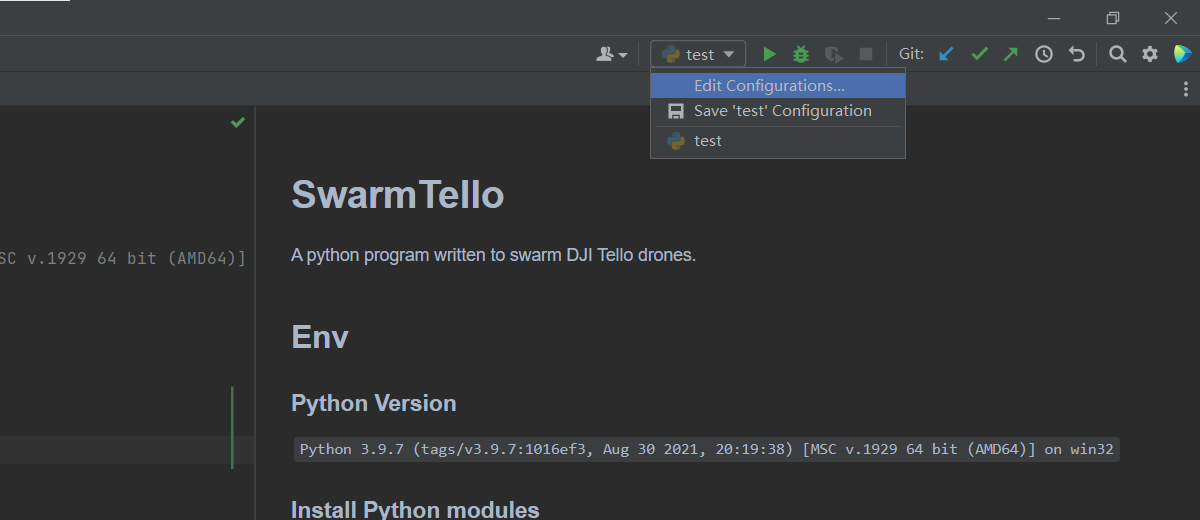 test
Git:
Edit Configurations...
Save 'test' Configuration
test
SwarmTello
A python program written to swarm DJI Tello drones.
SC v.1929 64 bit (AMD64)]
Env
Python Version
Python 3.9.7 (tags/v3.9.7:1016ef3, Aug 30 2021, 20:19:38) [MSC v.1929 64 bit (AMD64)] on win32
Install Python modules